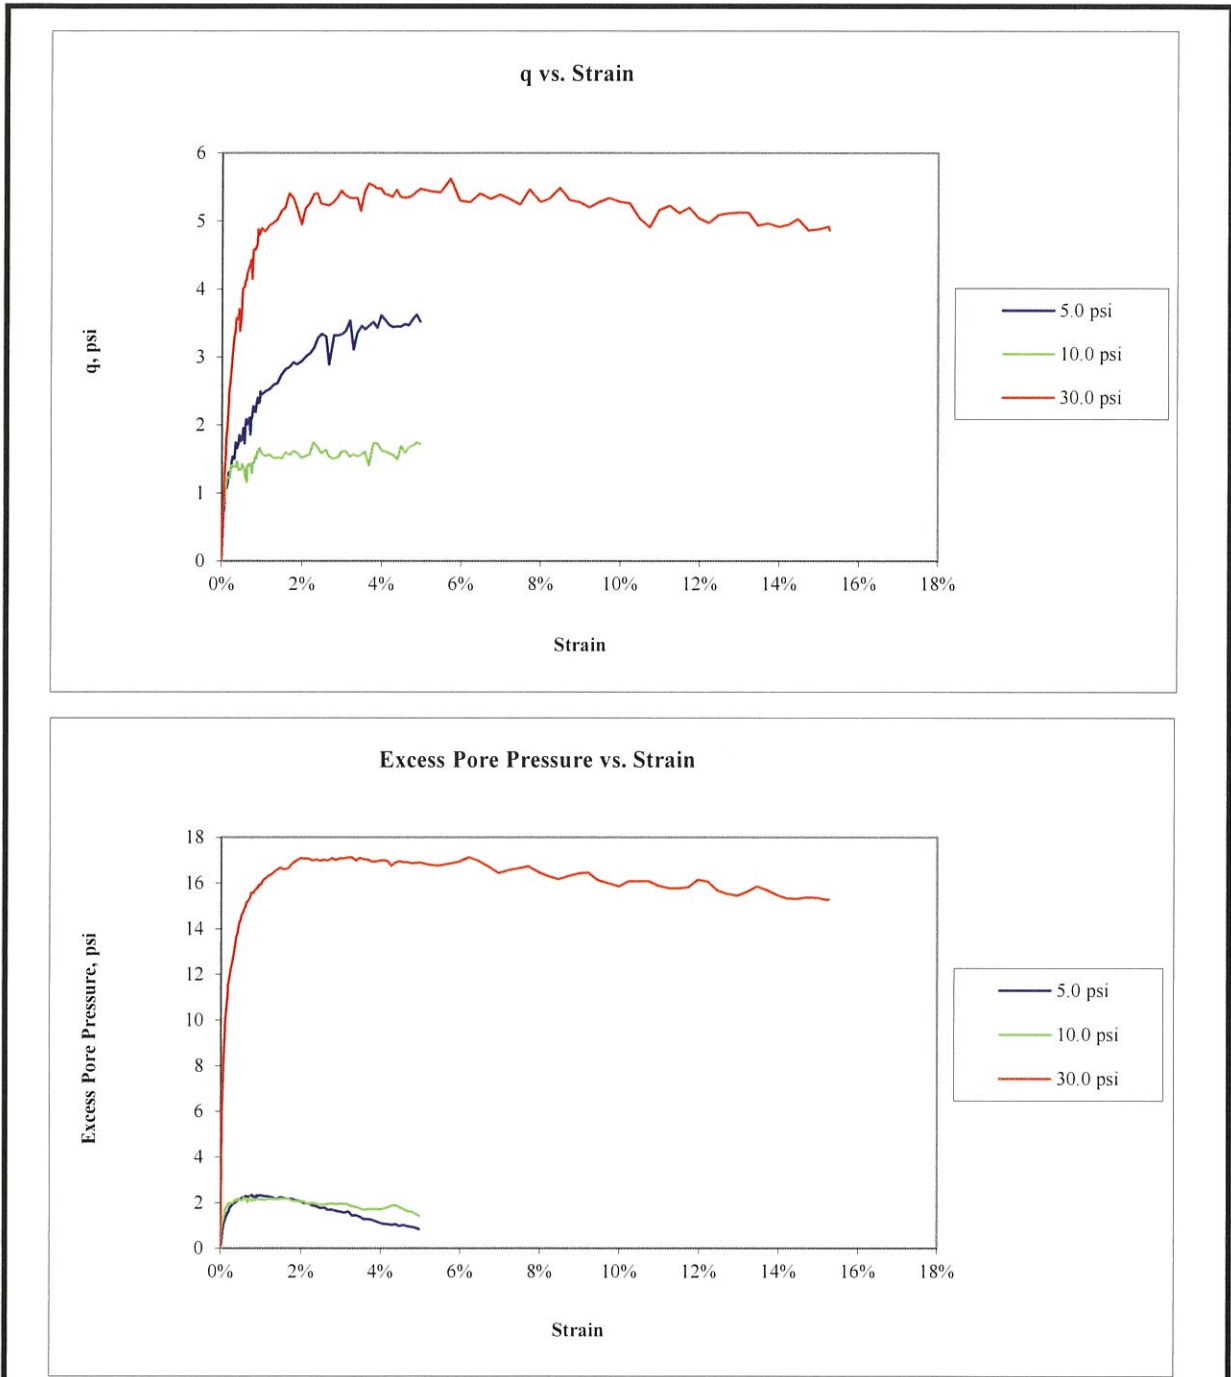 q vs. Strain
6
5
4
3
2
1
0
q, psi
0% 2% 4% 6% 8% 10% 12% 14% 16% 18%
Strain
5.0 psi
10.0 psi
30.0 psi
Excess Pore Pressure vs. Strain
18
16
14
12
10
8
6
4
2
0
Excess Pore Pressure, psi
0% 2% 4% 6% 8% 10% 12% 14% 16% 18%
Strain
5.0 psi
10.0 psi
30.0 psi